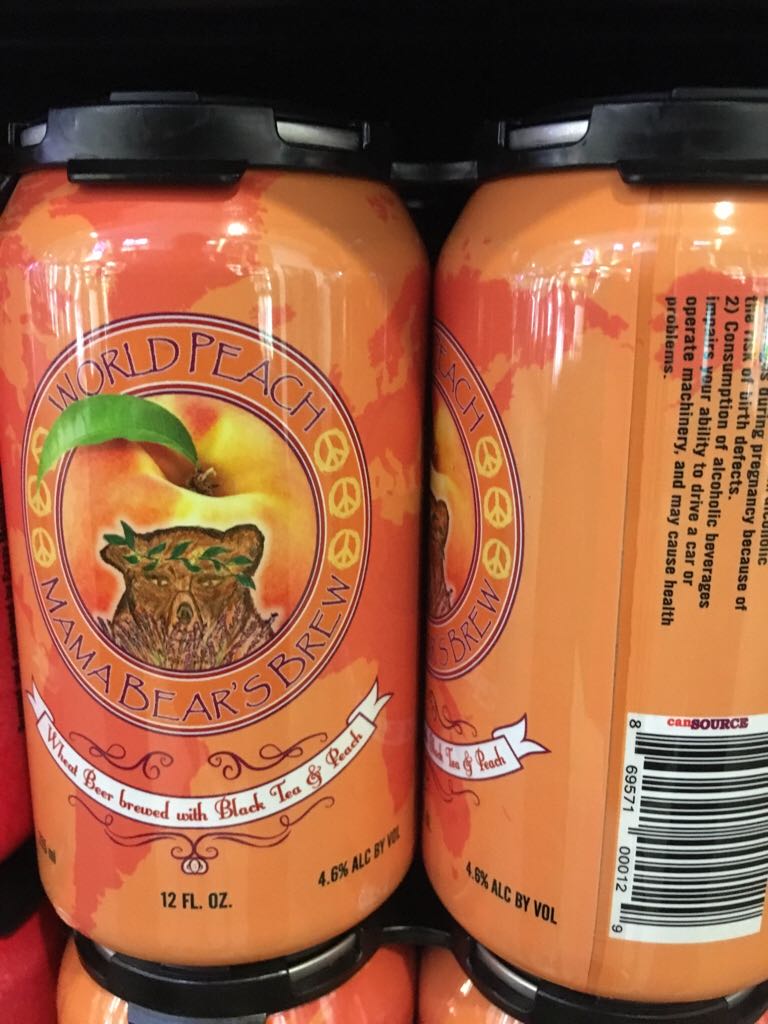 WORLD PEACH
MAMA BEAR'S BREW
Wheat Beer brewed with Black Tea & Peach
12 FL. OZ.
4.6% ALC BY VOL
ml
EACH
'S BREW
Tea & Peach
4.6% ALC BY VOL
during pregnancy because of
the risk of birth defects.
2) Consumption of alcoholic beverages
impairs your ability to drive a car or
operate machinery, and may cause health
problems.
canSOURCE
8 69571 00012 9